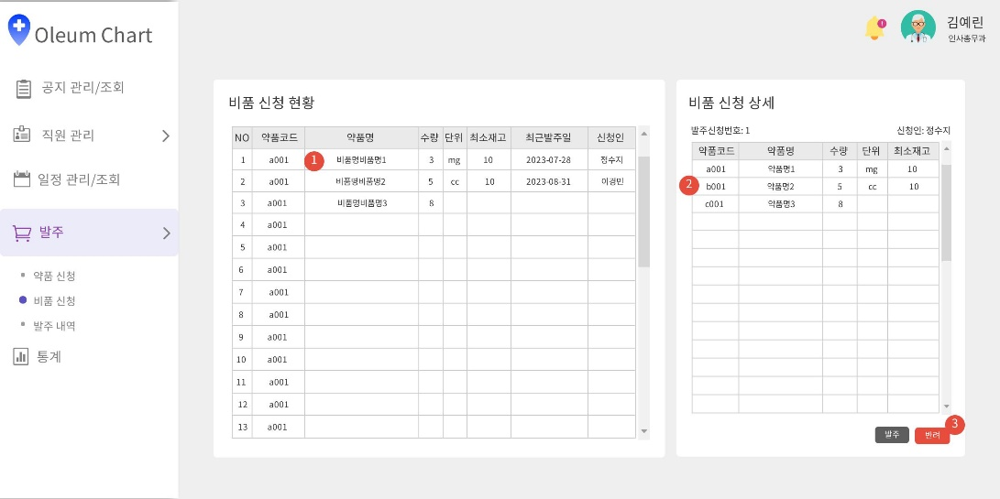 Oleum Chart
!
김예린
인사총무과
공지 관리/조회
직원 관리
일정 관리/조회
발주
약품 신청
비품 신청
발주 내역
통계
비품 신청 현황
NO 약품코드 약품명 수량 단위 최소재고 최근발주일 신청인
1 a001 1 비품명비품명1 3 mg 10 2023-07-28 정수지
2 a001 비품명비품명2 5 cc 10 2023-08-31 이경민
3 a001 비품명비품명3 8
4 a001
5 a001
6 a001
7 a001
8 a001
9 a001
10 a001
11 a001
12 a001
13 a001
비품 신청 상세
발주신청번호: 1 신청인: 정수지
약품코드 약품명 수량 단위 최소재고
a001 약품명1 3 mg 10
2 b001 약품명2 5 cc 10
c001 약품명3 8
3
발주 반려